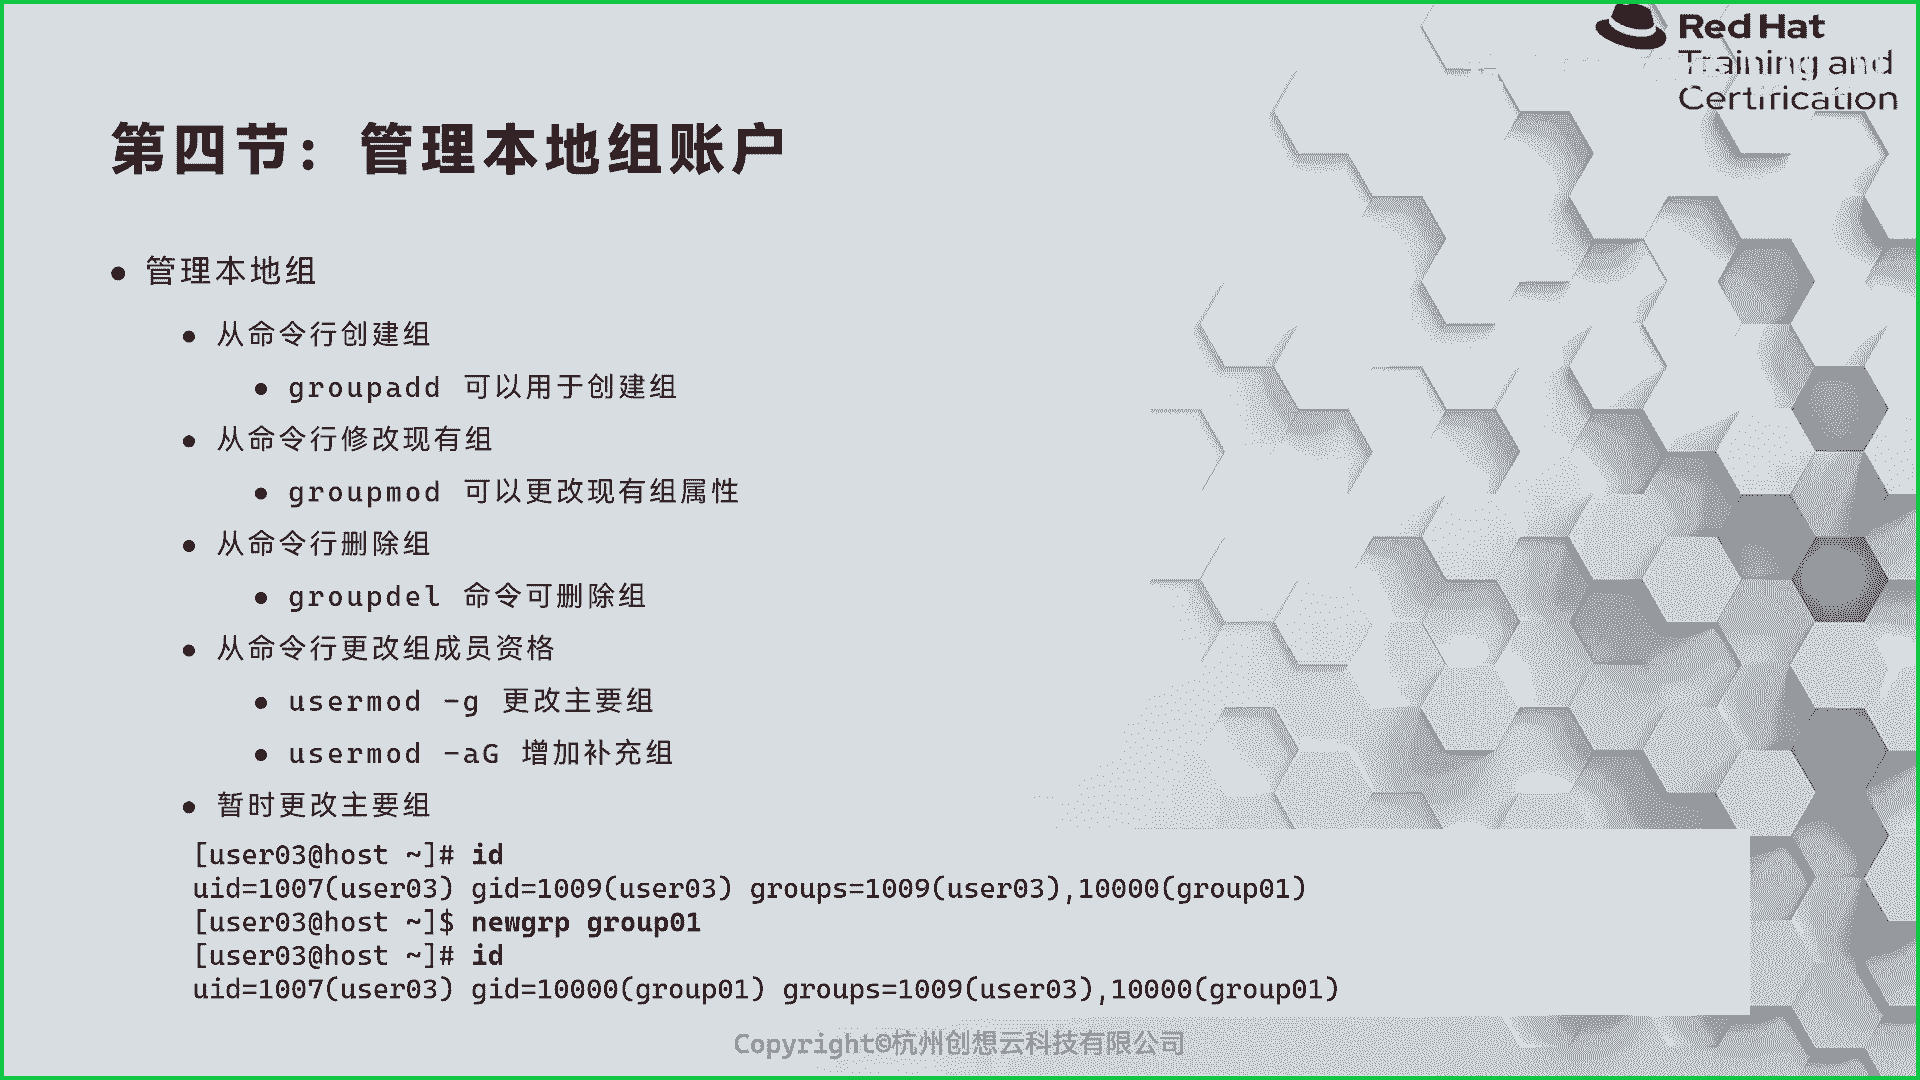 Red Hat
Training and
Certification
第四节：管理本地组账户
● 管理本地组
● 从命令行创建组
● groupadd 可以用于创建组
● 从命令行修改现有组
● groupmod 可以更改现有组属性
● 从命令行删除组
● groupdel 命令可删除组
● 从命令行更改组成员资格
● usermod -g 更改主要组
● usermod -aG 增加补充组
● 暂时更改主要组
[user03@host ~]# id
uid=1007(user03) gid=1009(user03) groups=1009(user03),10000(group01)
[user03@host ~]$ newgrp group01
[user03@host ~]# id
uid=1007(user03) gid=10000(group01) groups=1009(user03),10000(group01)
Copyright©杭州创想云科技有限公司